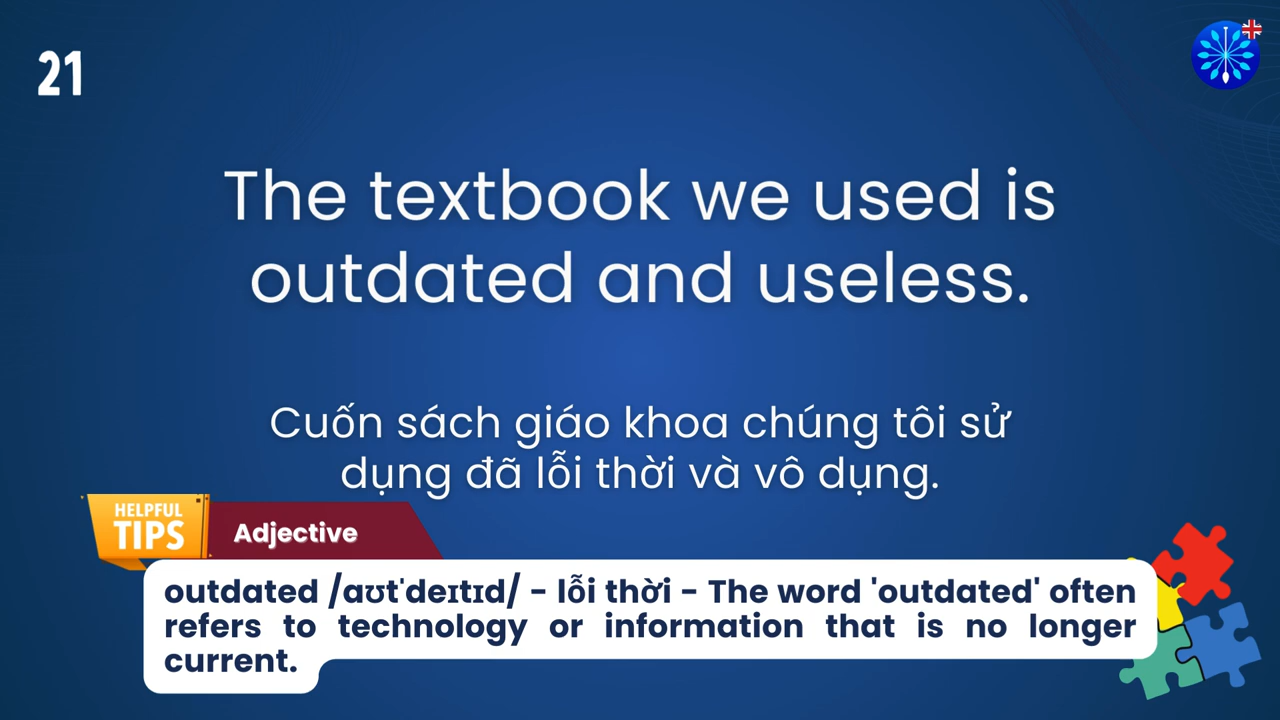 21
The textbook we used is
outdated and useless.
Cuốn sách giáo khoa chúng tôi sử
dụng đã lỗi thời và vô dụng.
HELPFUL
TIPS
Adjective
outdated /aʊtˈdeɪtɪd/ - lỗi thời - The word 'outdated' often
refers to technology or information that is no longer
current.